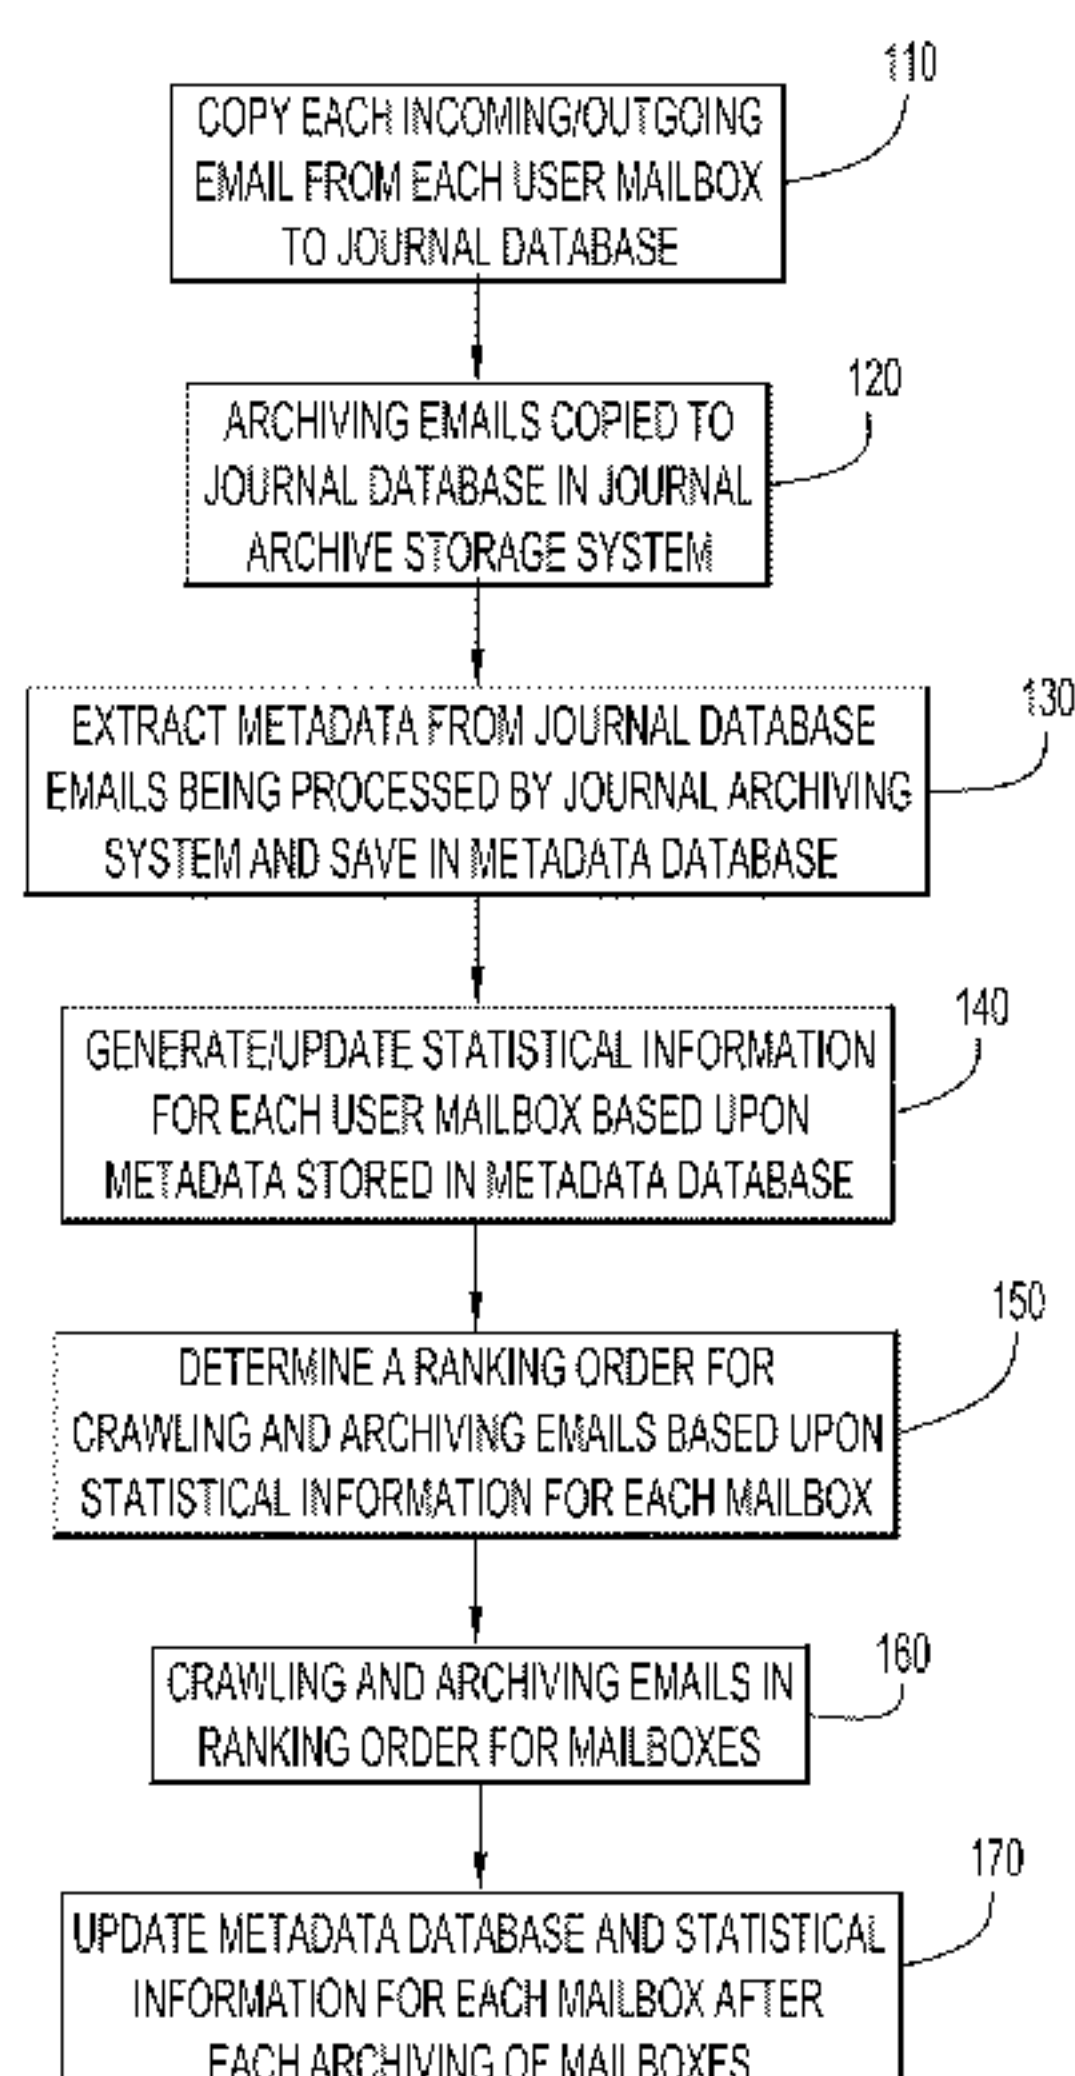 110
COPY EACH INCOMING/OUTGOING
EMAIL FROM EACH USER MAILBOX
TO JOURNAL DATABASE
120
ARCHIVING EMAILS COPIED TO
JOURNAL DATABASE IN JOURNAL
ARCHIVE STORAGE SYSTEM
130
EXTRACT METADATA FROM JOURNAL DATABASE
EMAILS BEING PROCESSED BY JOURNAL ARCHIVING
SYSTEM AND SAVE IN METADATA DATABASE
140
GENERATE/UPDATE STATISTICAL INFORMATION
FOR EACH USER MAILBOX BASED UPON
METADATA STORED IN METADATA DATABASE
150
DETERMINE A RANKING ORDER FOR
CRAWLING AND ARCHIVING EMAILS BASED UPON
STATISTICAL INFORMATION FOR EACH MAILBOX
160
CRAWLING AND ARCHIVING EMAILS IN
RANKING ORDER FOR MAILBOXES
170
UPDATE METADATA DATABASE AND STATISTICAL
INFORMATION FOR EACH MAILBOX AFTER
EACH ARCHIVING OF MAILBOXES